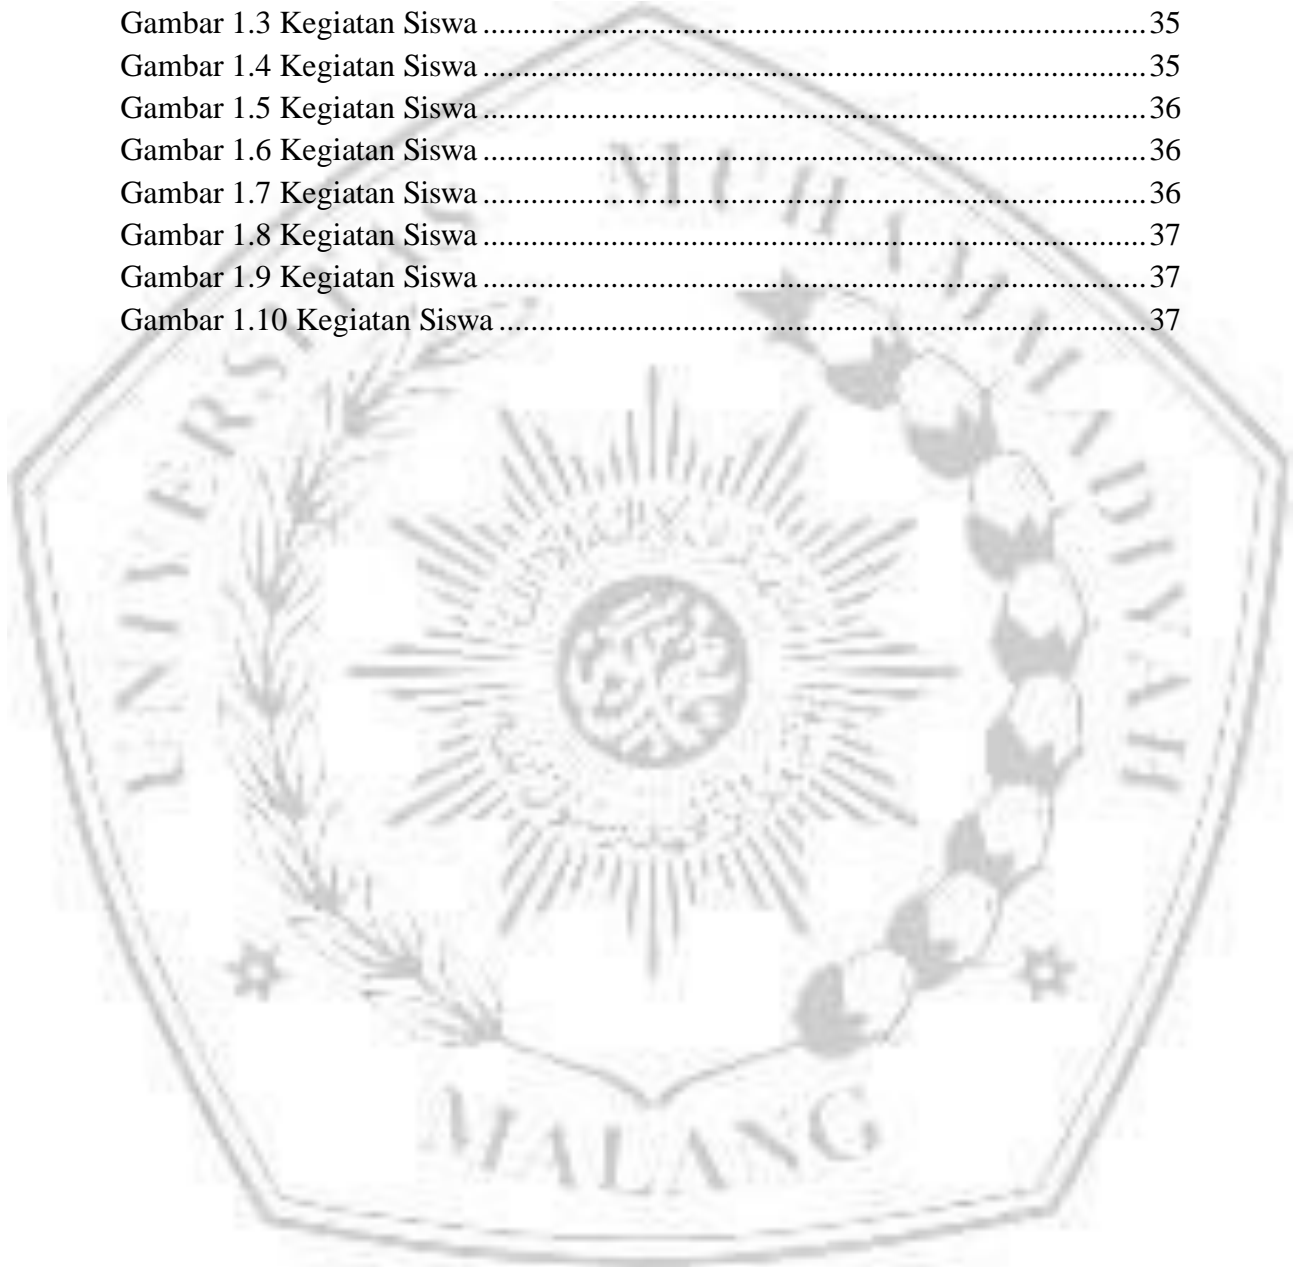 Gambar 1.3 Kegiatan Siswa ............................................................................... 35
Gambar 1.4 Kegiatan Siswa ............................................................................... 35
Gambar 1.5 Kegiatan Siswa ............................................................................... 36
Gambar 1.6 Kegiatan Siswa ............................................................................... 36
Gambar 1.7 Kegiatan Siswa ............................................................................... 36
Gambar 1.8 Kegiatan Siswa ............................................................................... 37
Gambar 1.9 Kegiatan Siswa ............................................................................... 37
Gambar 1.10 Kegiatan Siswa ............................................................................. 37
UNIVERSITAS MUHAMMADIYAH
MALANG